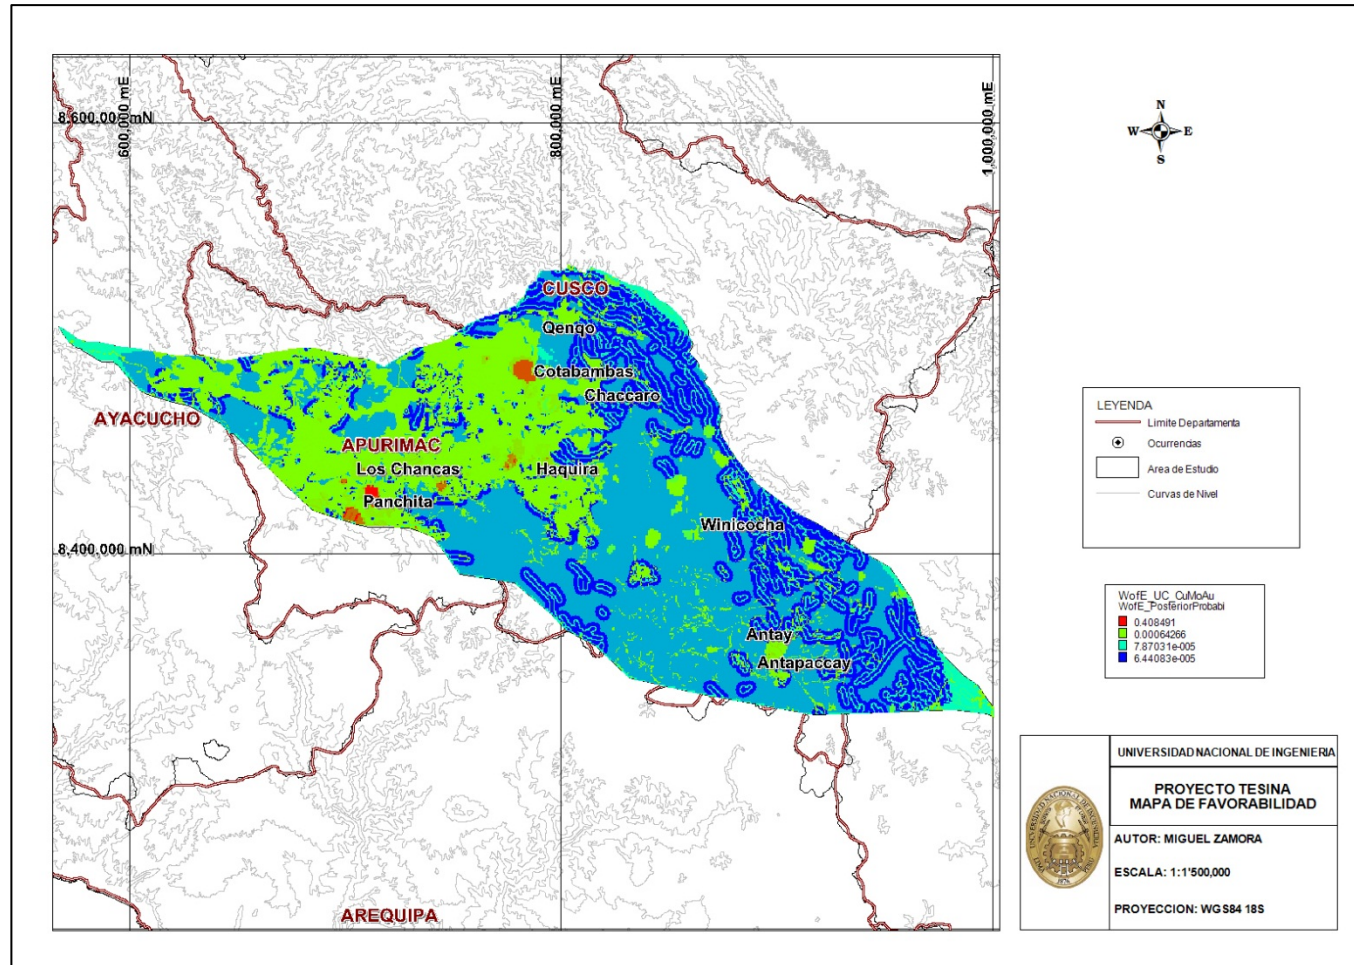 8,600,000 mN
600,000 mE
800,000 mE
1,000,000 mE
N
W E
S
CUSCO
Qenqo
Cotabambas
Chaccaro
AYACUCHO
APURIMAC
Los Chancas
Haquira
Panchita
Winicocha
8,400,000 mN
Antay
Antapaccay
AREQUIPA
LEYENDA
Limite Departamenta
Ocurrencias
Area de Estudio
Curvas de Nivel
WofE_UC_CuMoAu
WofE_PosteriorProbabi
0.408491
0.00064266
7.87031e-005
6.44083e-005
UNIVERSIDAD NACIONAL DE INGENIERIA
PROYECTO TESINA
MAPA DE FAVORABILIDAD
AUTOR: MIGUEL ZAMORA
ESCALA: 1:1'500,000
PROYECCION: WGS84 18S